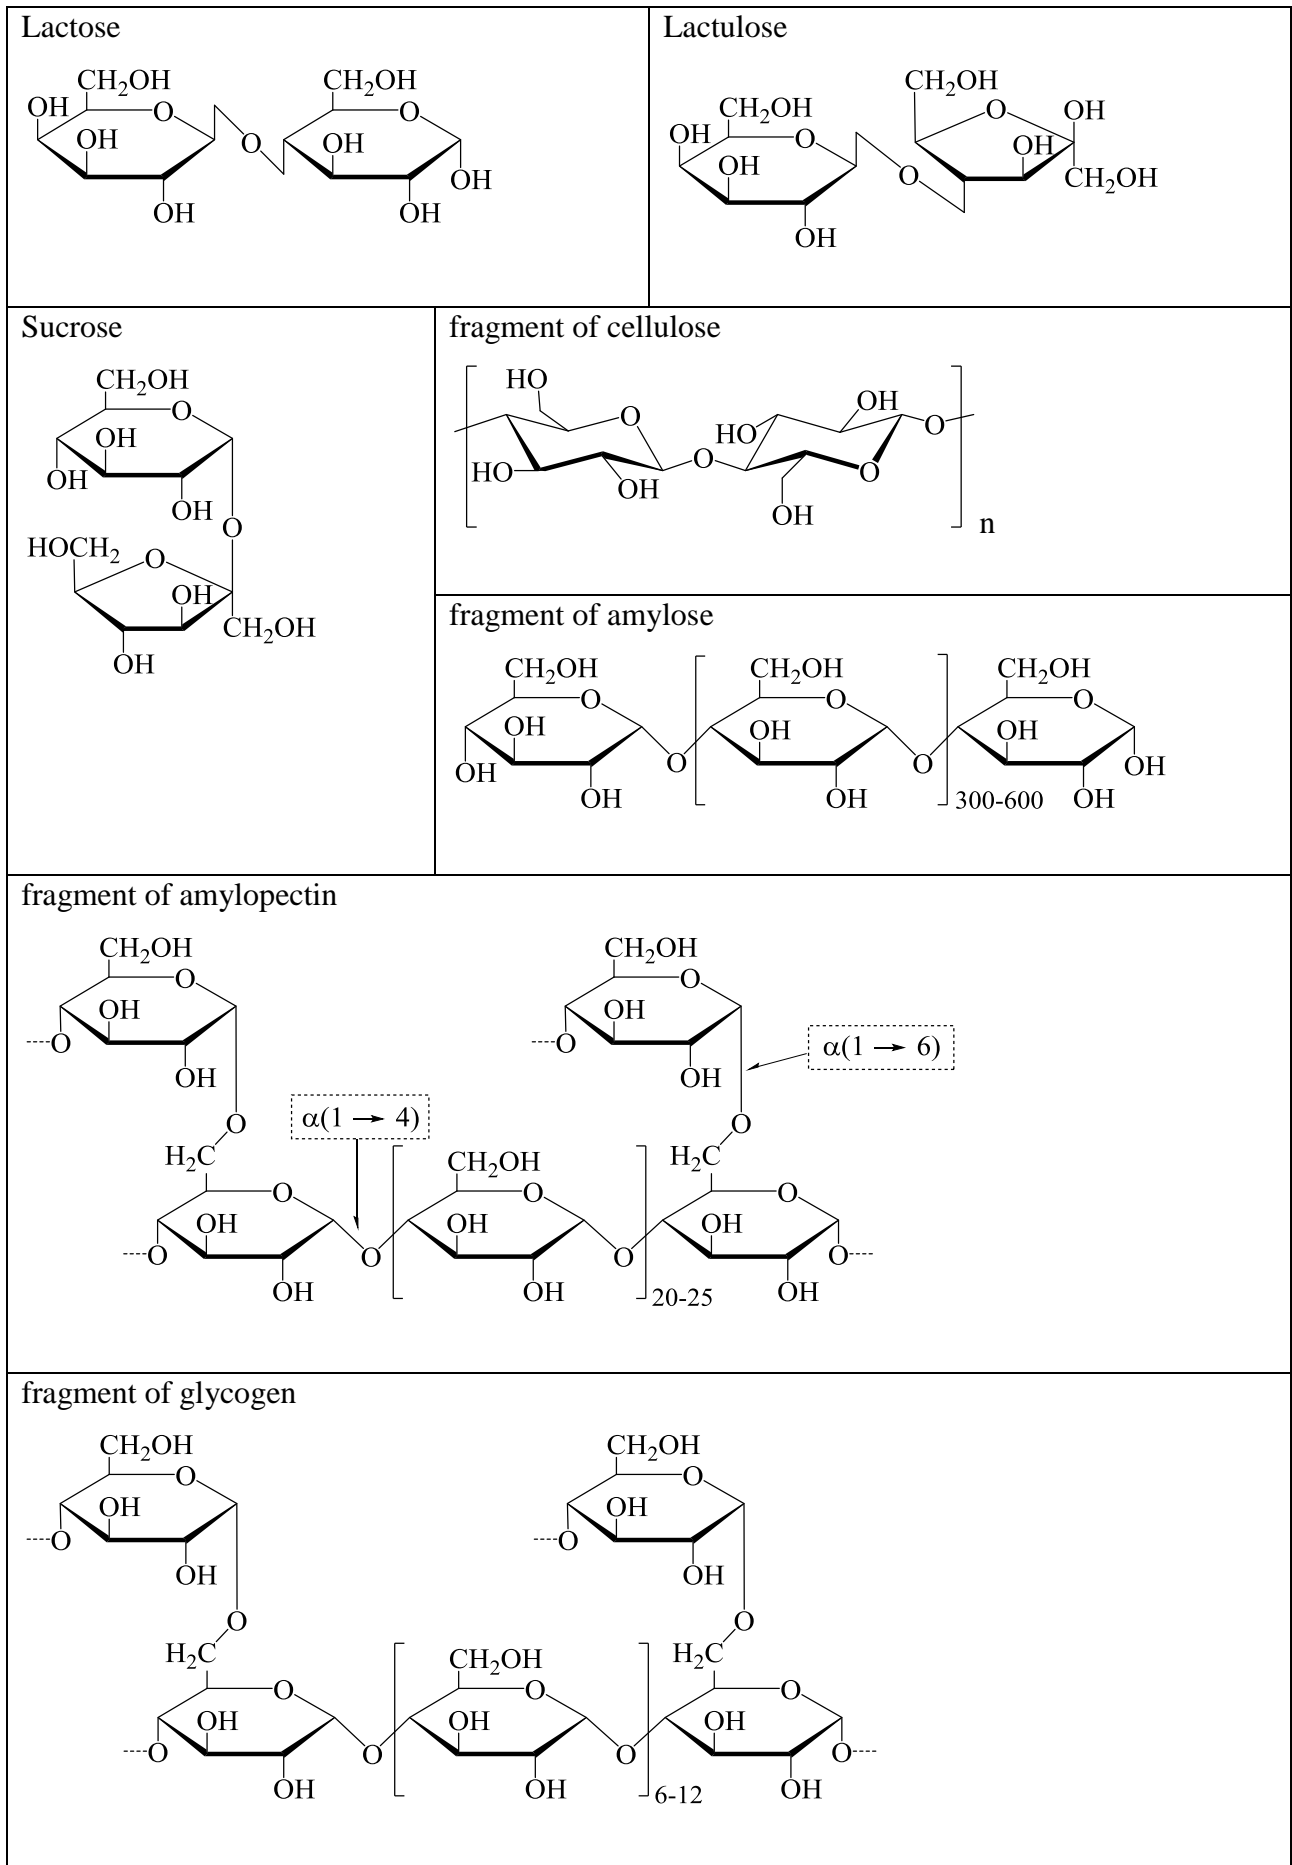 Lactose
CH2OH CH2OH
OH O O
OH O OH
OH
OH OH
Lactulose
CH2OH
CH2OH O OH
OH O OH
OH O CH2OH
OH
Sucrose
CH2OH
O
OH
OH
OH
O
HOCH2 O
OH
CH2OH
OH
fragment of cellulose
HO
OH
O HO O
HO O O
OH
OH
n
fragment of amylose
CH2OH CH2OH CH2OH
O O O
OH OH OH
OH O O OH
OH OH 300-600 OH
fragment of amylopectin
CH2OH CH2OH
O O
OH OH
O O α(1 → 6)
OH OH
α(1 → 4) O O
H2C CH2OH H2C
O O O
OH OH OH
O O O O
OH OH 20-25 OH
fragment of glycogen
CH2OH CH2OH
O O
OH OH
O O
OH OH
O O
H2C CH2OH H2C
O O O
OH OH OH
O O O O
OH OH 6-12 OH